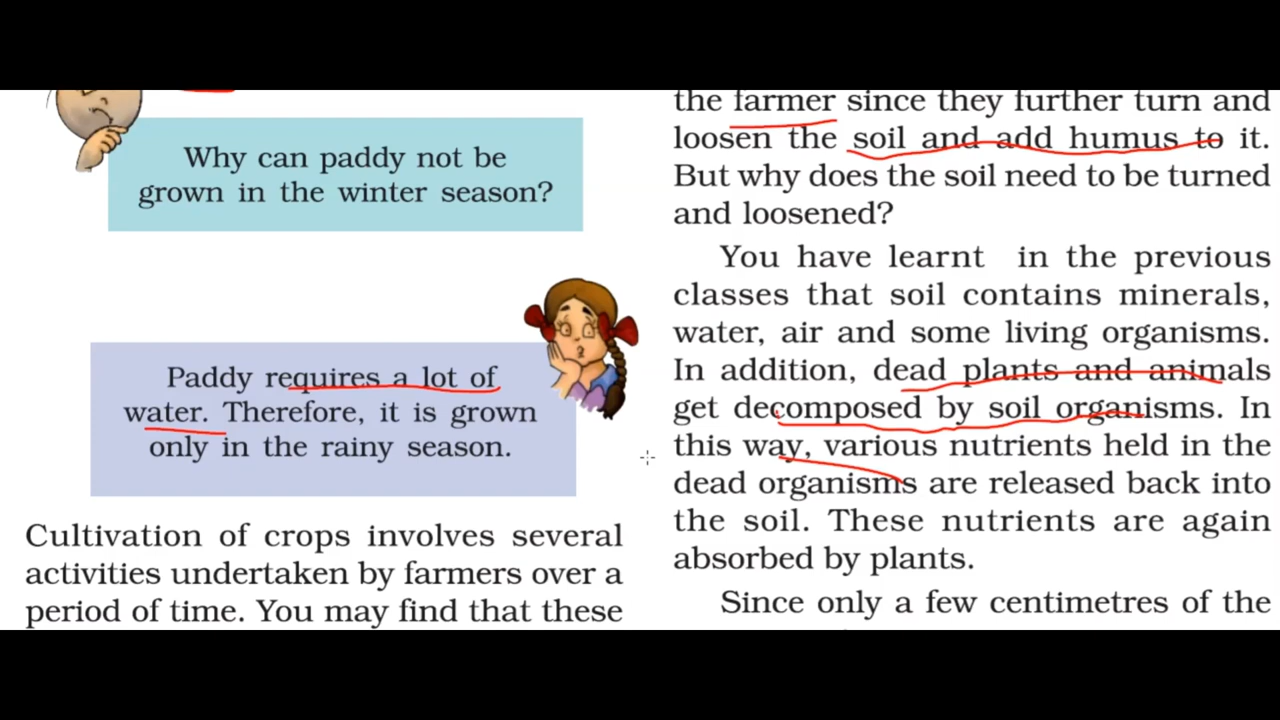 Why can paddy not be
grown in the winter season?
Paddy requires a lot of
water. Therefore, it is grown
only in the rainy season.
Cultivation of crops involves several
activities undertaken by farmers over a
period of time. You may find that these
the farmer since they further turn and
loosen the soil and add humus to it.
But why does the soil need to be turned
and loosened?
You have learnt in the previous
classes that soil contains minerals,
water, air and some living organisms.
In addition, dead plants and animals
get decomposed by soil organisms. In
this way, various nutrients held in the
dead organisms are released back into
the soil. These nutrients are again
absorbed by plants.
Since only a few centimetres of the